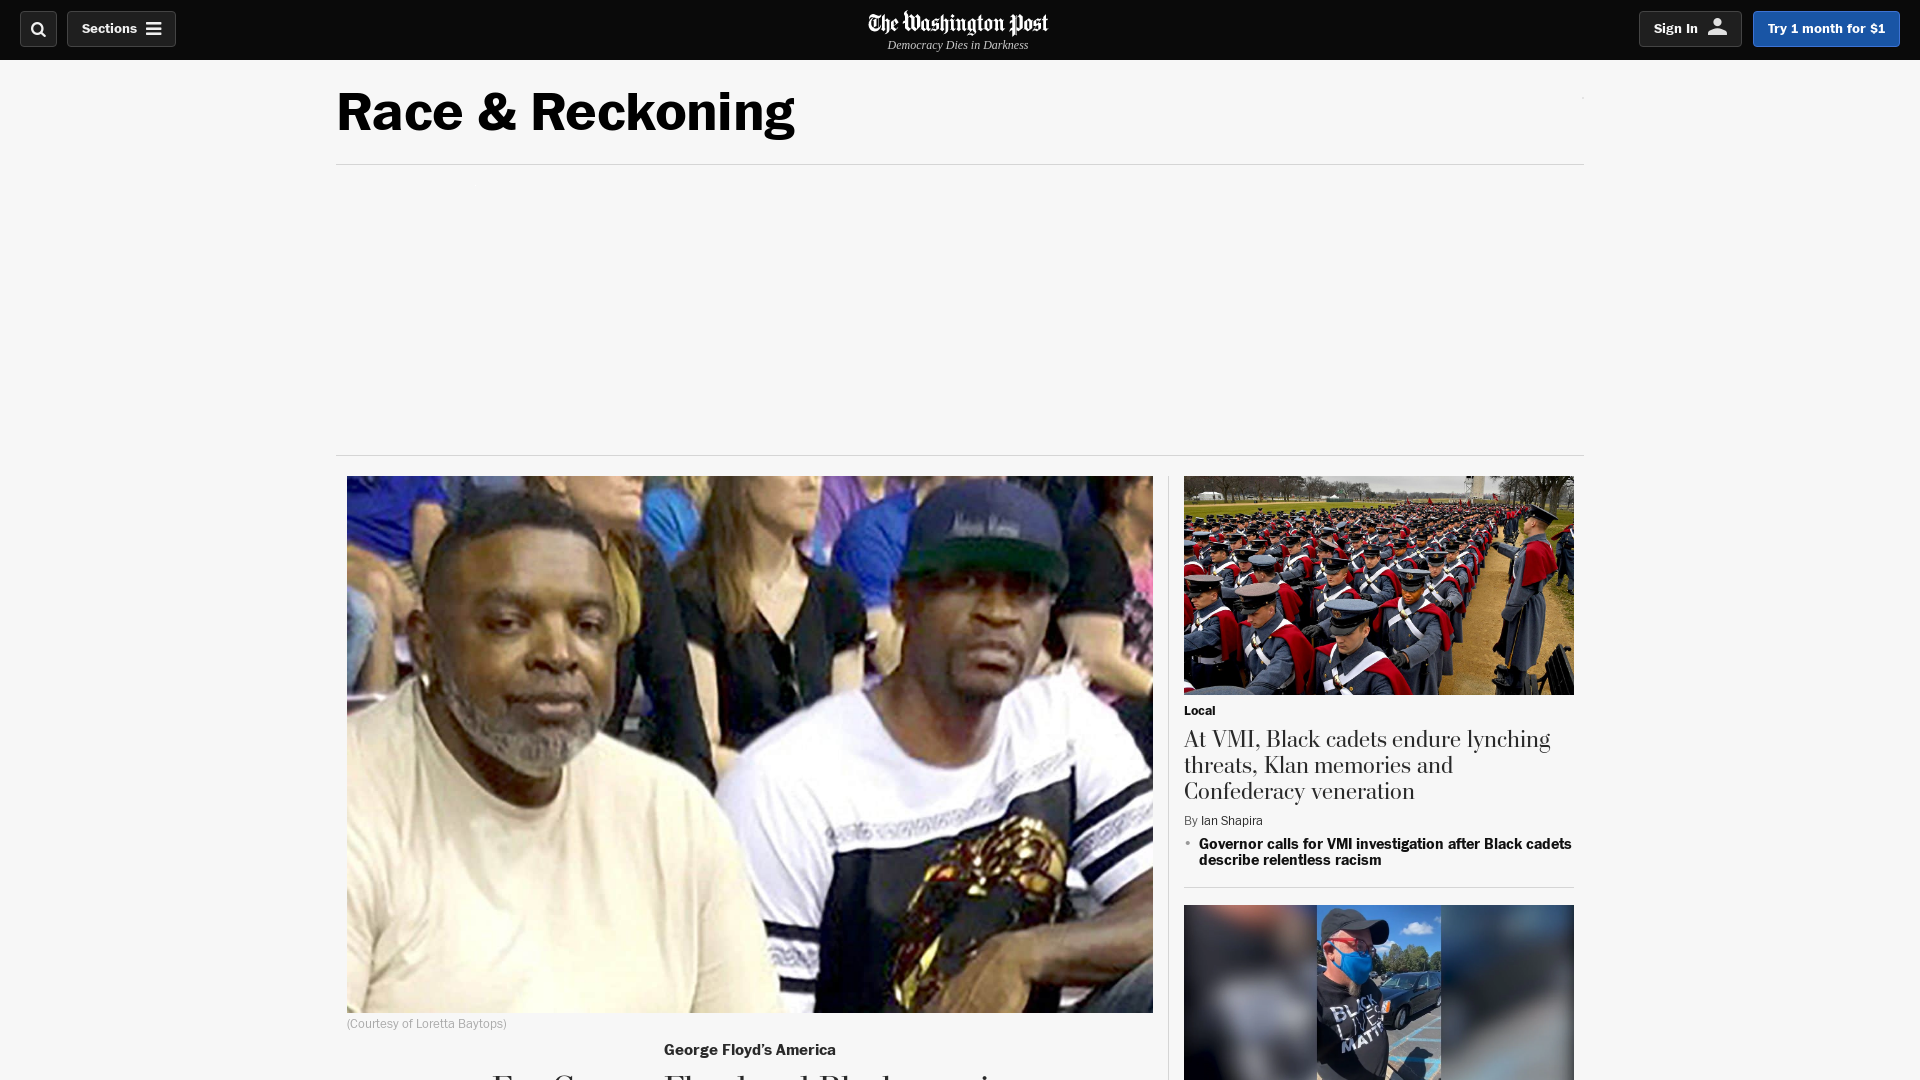 Sections
The Washington Post
Democracy Dies in Darkness
Sign In
Try 1 month for $1
Race & Reckoning
(Courtesy of Loretta Baytops)
George Floyd’s America
Local
At VMI, Black cadets endure lynching
threats, Klan memories and
Confederacy veneration
By Ian Shapira
Governor calls for VMI investigation after Black cadets
describe relentless racism
BLACK
LIVES
MATTER